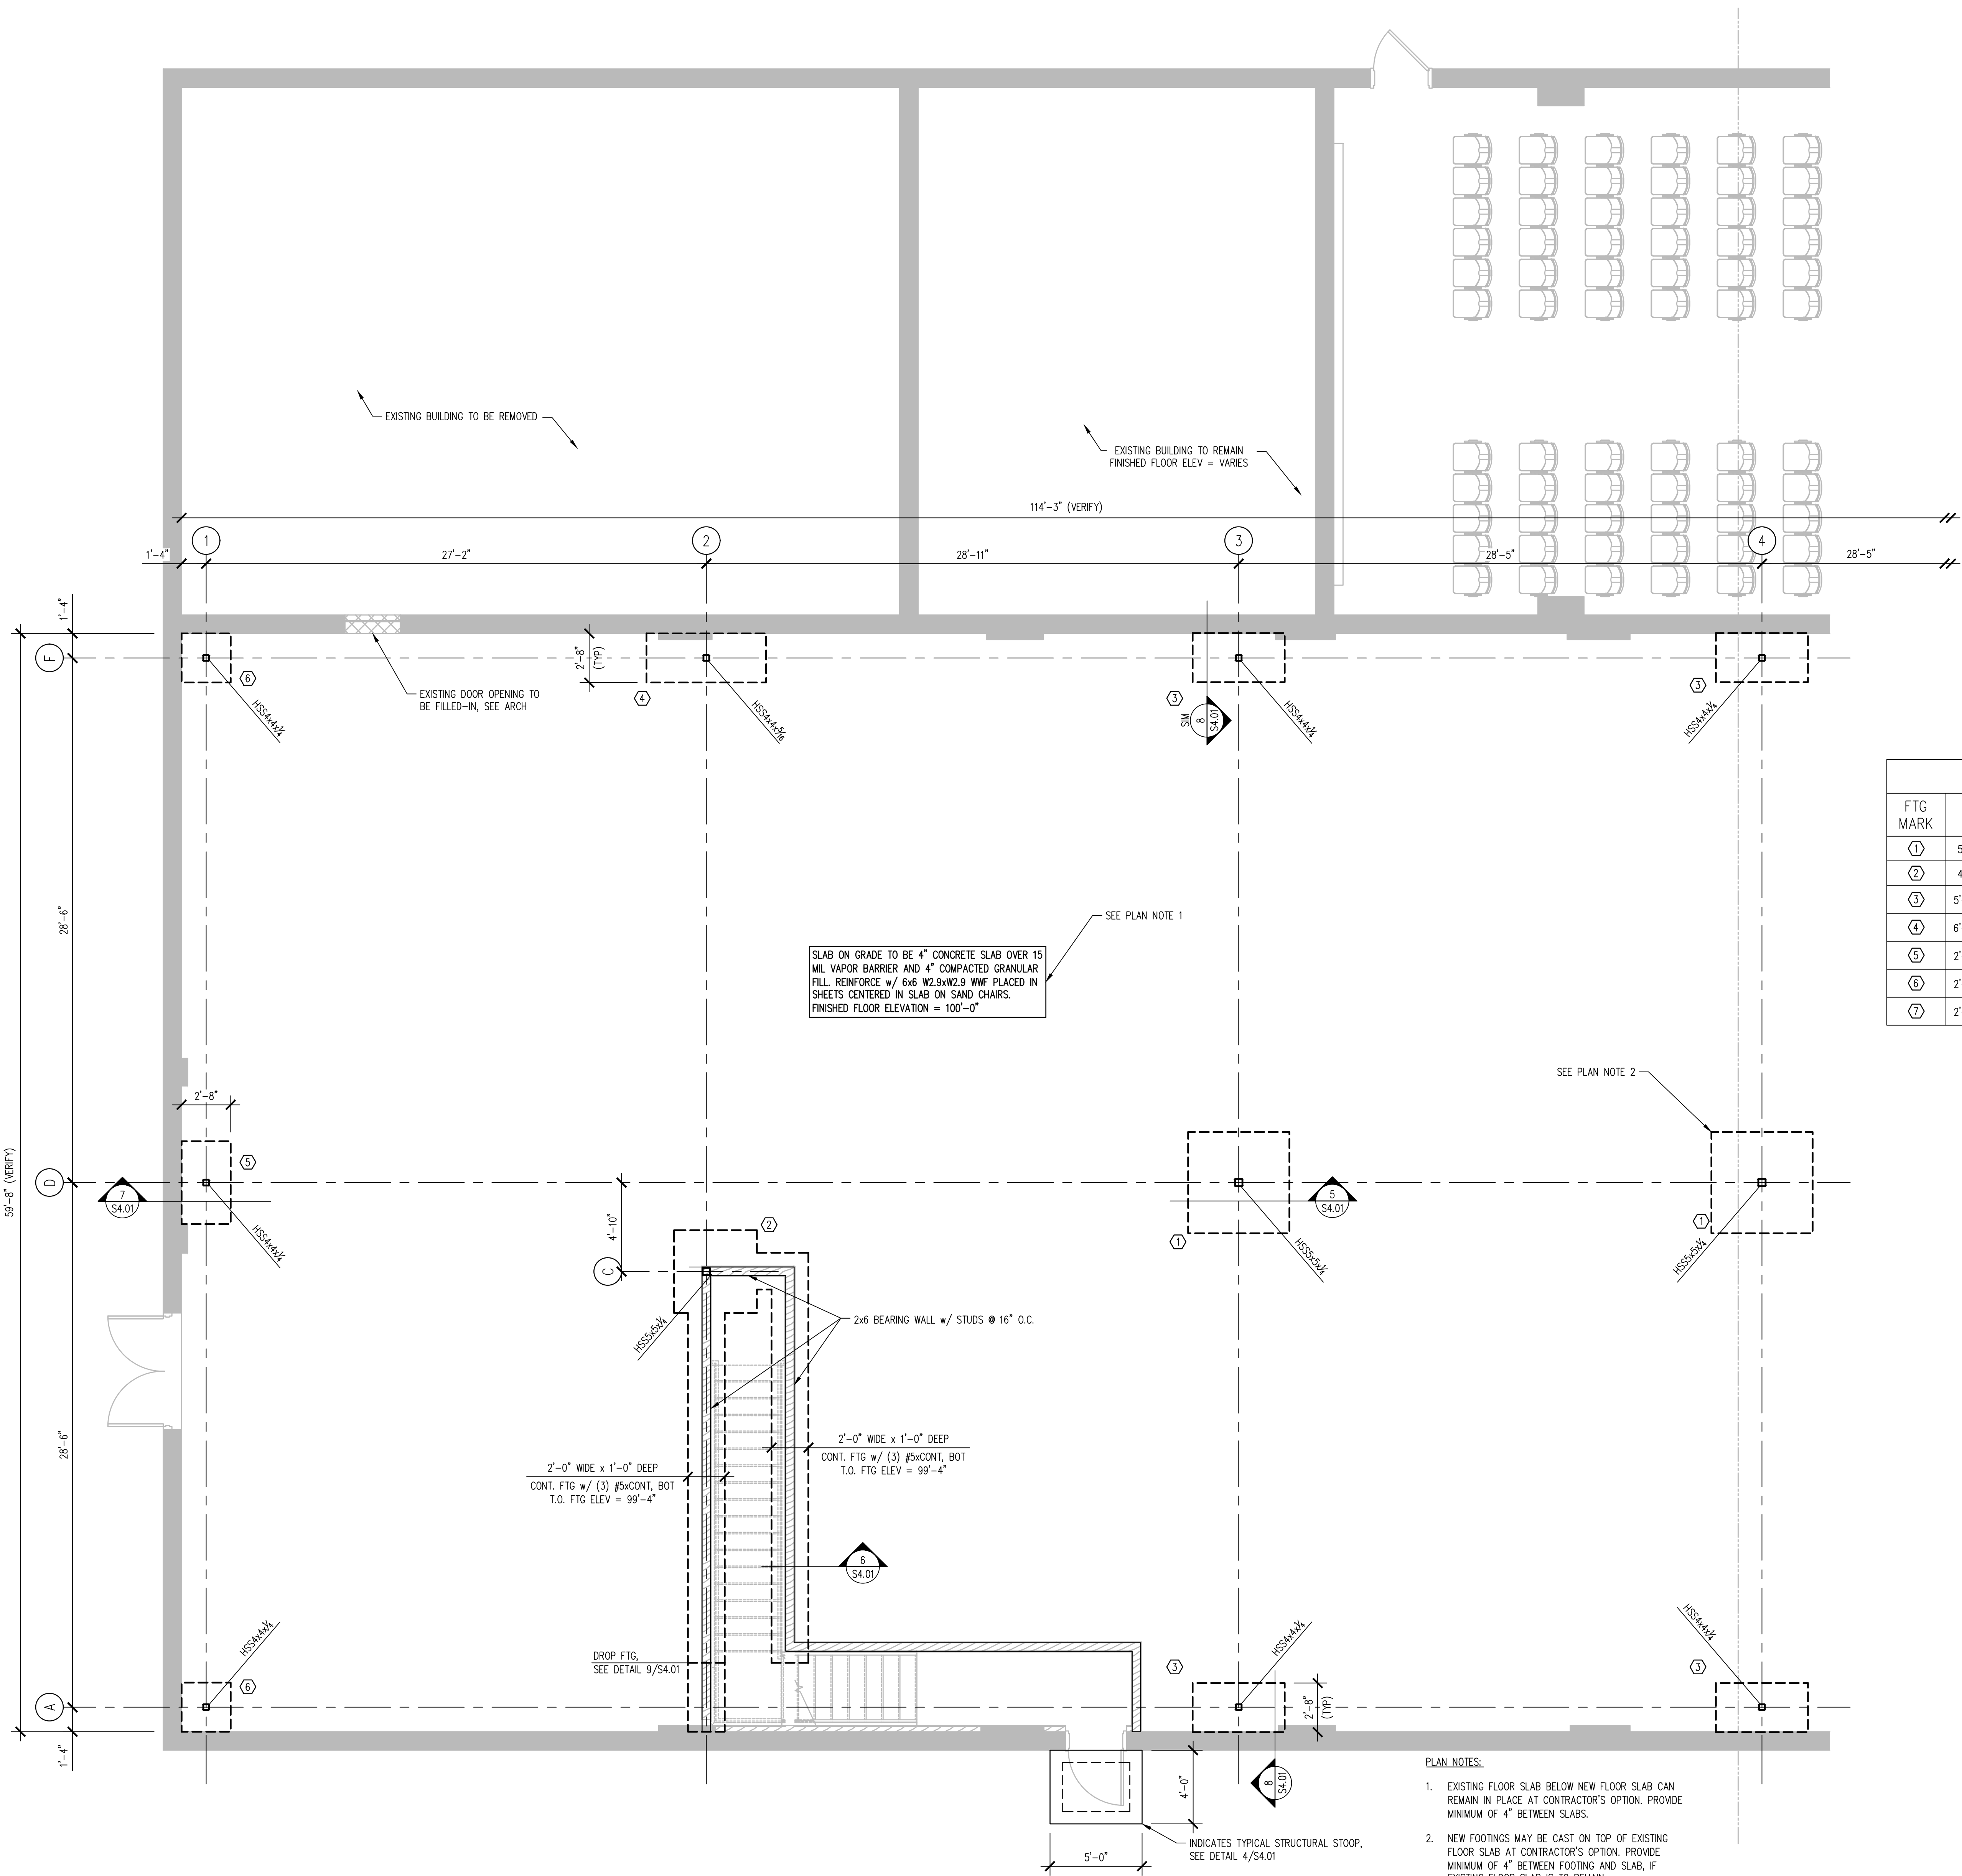 EXISTING BUILDING TO BE REMOVED
EXISTING BUILDING TO REMAIN
FINISHED FLOOR ELEV = VARIES
114'-3" (VERIFY)
1
2
3
4
1'-4"
27'-2"
28'-11"
28'-5"
28'-5"
1'-4"
F
2'-8"
(TYP)
6
4
3
3
EXISTING DOOR OPENING TO
BE FILLED-IN, SEE ARCH
HSS4x4x1/4
HSS4x4x5/16
SIM
8
S4.01
HSS4x4x1/4
HSS4x4x1/4
FTG
MARK
1
5
2
4
3
5'
4
6'
5
2'
6
2'
7
2'
28'-6"
SEE PLAN NOTE 1
SLAB ON GRADE TO BE 4" CONCRETE SLAB OVER 15
MIL VAPOR BARRIER AND 4" COMPACTED GRANULAR
FILL. REINFORCE w/ 6x6 W2.9xW2.9 WWF PLACED IN
SHEETS CENTERED IN SLAB ON SAND CHAIRS.
FINISHED FLOOR ELEVATION = 100'-0"
SEE PLAN NOTE 2
2'-8"
59'-8" (VERIFY)
D
5
7
S4.01
HSS4x4x1/4
4'-10"
2
C
5
S4.01
1
1
HSS5x5x1/4
HSS5x5x1/4
HSS5x5x1/4
2x6 BEARING WALL w/ STUDS @ 16" O.C.
28'-6"
2'-0" WIDE x 1'-0" DEEP
CONT. FTG w/ (3) #5xCONT, BOT
T.O. FTG ELEV = 99'-4"
2'-0" WIDE x 1'-0" DEEP
CONT. FTG w/ (3) #5xCONT, BOT
T.O. FTG ELEV = 99'-4"
6
S4.01
HSS4x4x1/4
HSS4x4x1/4
HSS4x4x1/4
DROP FTG,
SEE DETAIL 9/S4.01
6
3
3
A
2'-8"
(TYP)
1'-4"
8
S4.01
4'-0"
5'-0"
INDICATES TYPICAL STRUCTURAL STOOP,
SEE DETAIL 4/S4.01
PLAN NOTES:
1. EXISTING FLOOR SLAB BELOW NEW FLOOR SLAB CAN
REMAIN IN PLACE AT CONTRACTOR'S OPTION. PROVIDE
MINIMUM OF 4" BETWEEN SLABS.
2. NEW FOOTINGS MAY BE CAST ON TOP OF EXISTING
FLOOR SLAB AT CONTRACTOR'S OPTION. PROVIDE
MINIMUM OF 4" BETWEEN FOOTING AND SLAB, IF
EXISTING FLOOR SLAB IS TO REMAIN